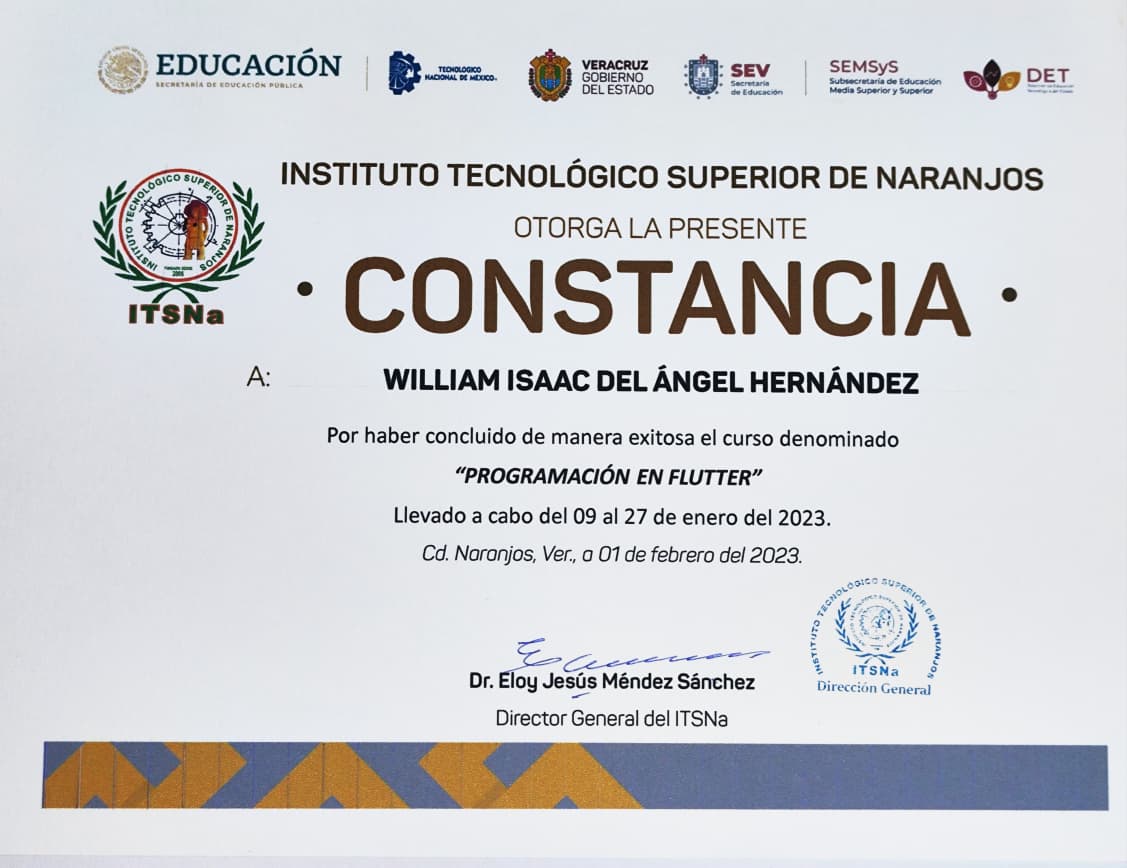 EDUCACIÓN
SECRETARÍA DE EDUCACIÓN PÚBLICA
TECNOLÓGICO
NACIONAL DE MÉXICO
VERACRUZ
GOBIERNO
DEL ESTADO
SEV
Secretaría
de Educación
SEMSyS
Subsecretaría de Educación
Media Superior y Superior
DET
INSTITUTO TECNOLÓGICO SUPERIOR DE NARANJOS
ITSNa
INSTITUTO TECNOLÓGICO SUPERIOR DE NARANJOS
OTORGA LA PRESENTE
• CONSTANCIA •
A: WILLIAM ISAAC DEL ÁNGEL HERNÁNDEZ
Por haber concluido de manera exitosa el curso denominado
“PROGRAMACIÓN EN FLUTTER”
Llevado a cabo del 09 al 27 de enero del 2023.
Cd. Naranjos, Ver., a 01 de febrero del 2023.
INSTITUTO TECNOLÓGICO SUPERIOR DE NARANJOS
ITSNa
Dirección General
Dr. Eloy Jesús Méndez Sánchez
Director General del ITSNa